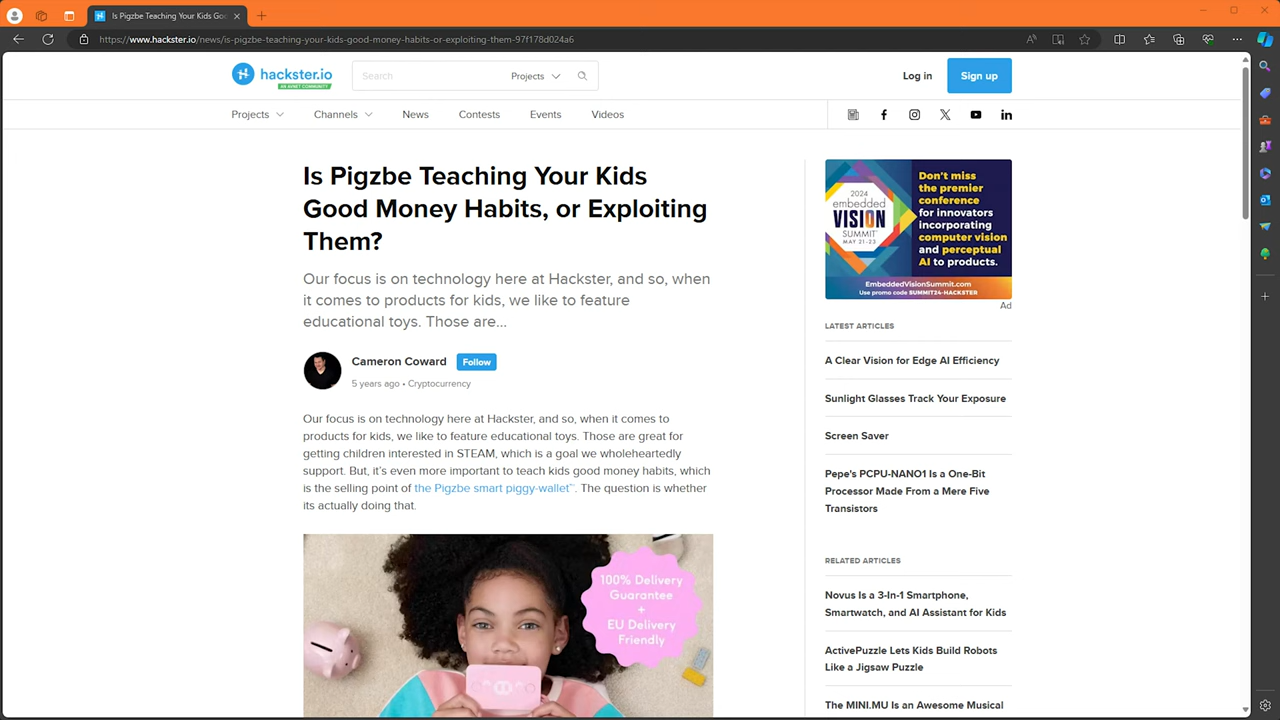 Is Pigzbe Teaching Your Kids Goo
https://www.hackster.io/news/is-pigzbe-teaching-your-kids-good-money-habits-or-exploiting-them-97f178d024a6
hackster.io
AN AVNET COMMUNITY
Search
Projects
Log in
Sign up
Projects
Channels
News
Contests
Events
Videos
Is Pigzbe Teaching Your Kids
Good Money Habits, or Exploiting
Them?
Our focus is on technology here at Hackster, and so, when
it comes to products for kids, we like to feature
educational toys. Those are...
Cameron Coward
Follow
5 years ago • Cryptocurrency
Our focus is on technology here at Hackster, and so, when it comes to
products for kids, we like to feature educational toys. Those are great for
getting children interested in STEAM, which is a goal we wholeheartedly
support. But, it's even more important to teach kids good money habits, which
is the selling point of the Pigzbe smart piggy-wallet™. The question is whether
its actually doing that.
100% Delivery
Guarantee
+
EU Delivery
Friendly
2024
embedded
VISION
SUMMIT
MAY 21-23
Don't miss
the premier
conference
for innovators
incorporating
computer vision
and perceptual
AI to products.
EmbeddedVisionSummit.com
Use promo code SUMMIT24-HACKSTER
Ad
LATEST ARTICLES
A Clear Vision for Edge AI Efficiency
Sunlight Glasses Track Your Exposure
Screen Saver
Pepe's PCPU-NANO1 Is a One-Bit
Processor Made From a Mere Five
Transistors
RELATED ARTICLES
Novus Is a 3-In-1 Smartphone,
Smartwatch, and AI Assistant for Kids
ActivePuzzle Lets Kids Build Robots
Like a Jigsaw Puzzle
The MINI.MU Is an Awesome Musical